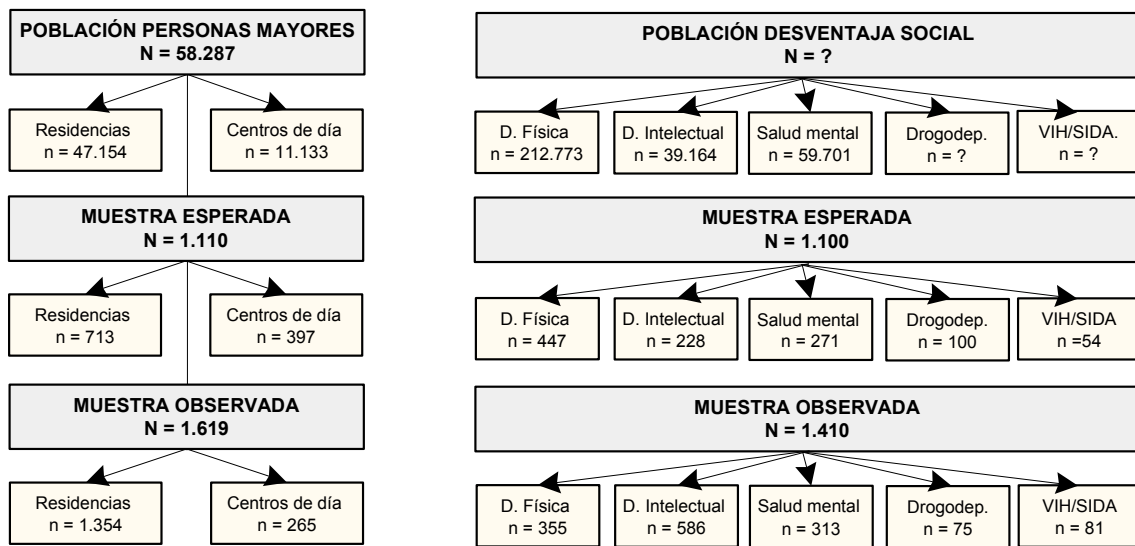 POBLACIÓN PERSONAS MAYORES
N = 58.287
Residencias
n = 47.154
Centros de día
n = 11.133
MUESTRA ESPERADA
N = 1.110
Residencias
n = 713
Centros de día
n = 397
MUESTRA OBSERVADA
N = 1.619
Residencias
n = 1.354
Centros de día
n = 265
POBLACIÓN DESVENTAJA SOCIAL
N = ?
D. Física
n = 212.773
D. Intelectual
n = 39.164
Salud mental
n = 59.701
Drogodep.
n = ?
VIH/SIDA.
n = ?
MUESTRA ESPERADA
N = 1.100
D. Física
n = 447
D. Intelectual
n = 228
Salud mental
n = 271
Drogodep.
n = 100
VIH/SIDA
n =54
MUESTRA OBSERVADA
N = 1.410
D. Física
n = 355
D. Intelectual
n = 586
Salud mental
n = 313
Drogodep.
n = 75
VIH/SIDA
n = 81